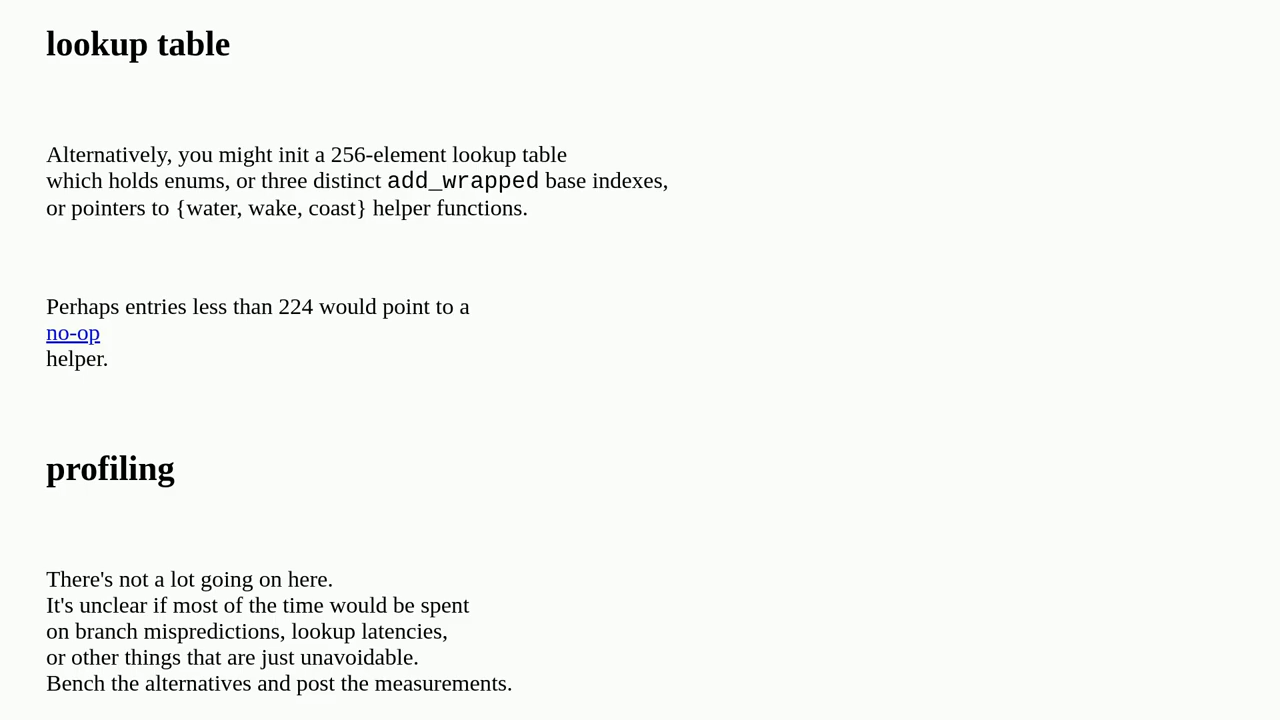 lookup table
Alternatively, you might init a 256-element lookup table
which holds enums, or three distinct add_wrapped base indexes,
or pointers to {water, wake, coast} helper functions.
Perhaps entries less than 224 would point to a
no-op
helper.
profiling
There's not a lot going on here.
It's unclear if most of the time would be spent
on branch mispredictions, lookup latencies,
or other things that are just unavoidable.
Bench the alternatives and post the measurements.